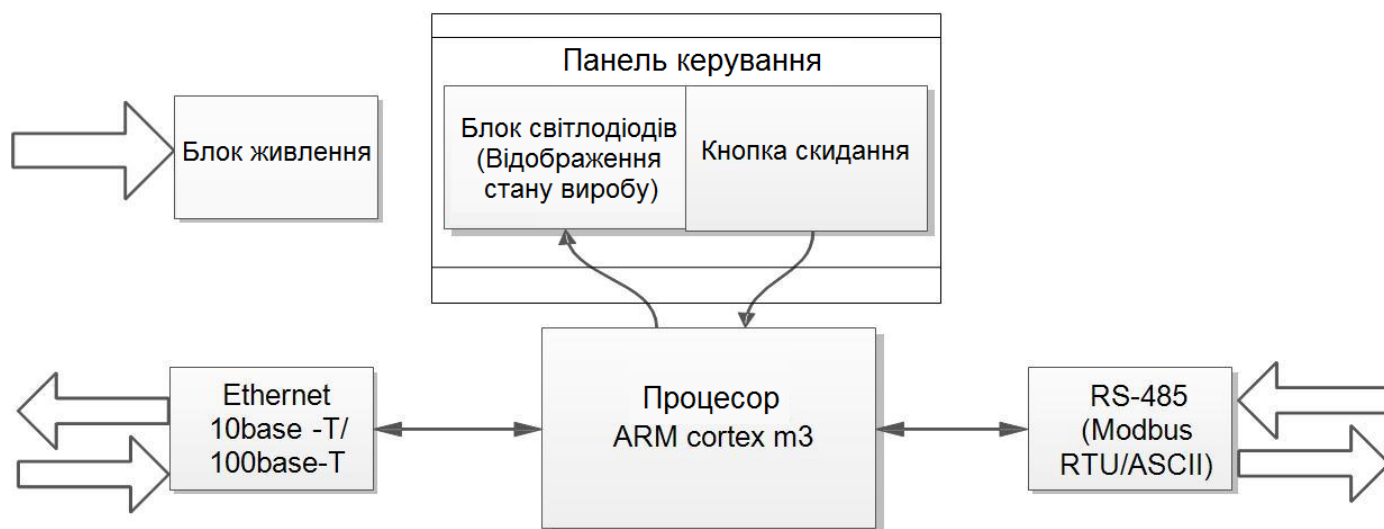 Панель керування
Блок живлення
Блок світлодіодів
(Відображення
стану виробу)
Кнопка скидання
Ethernet
10base -T/
100base-T
Процесор
ARM cortex m3
RS-485
(Modbus
RTU/ASCII)